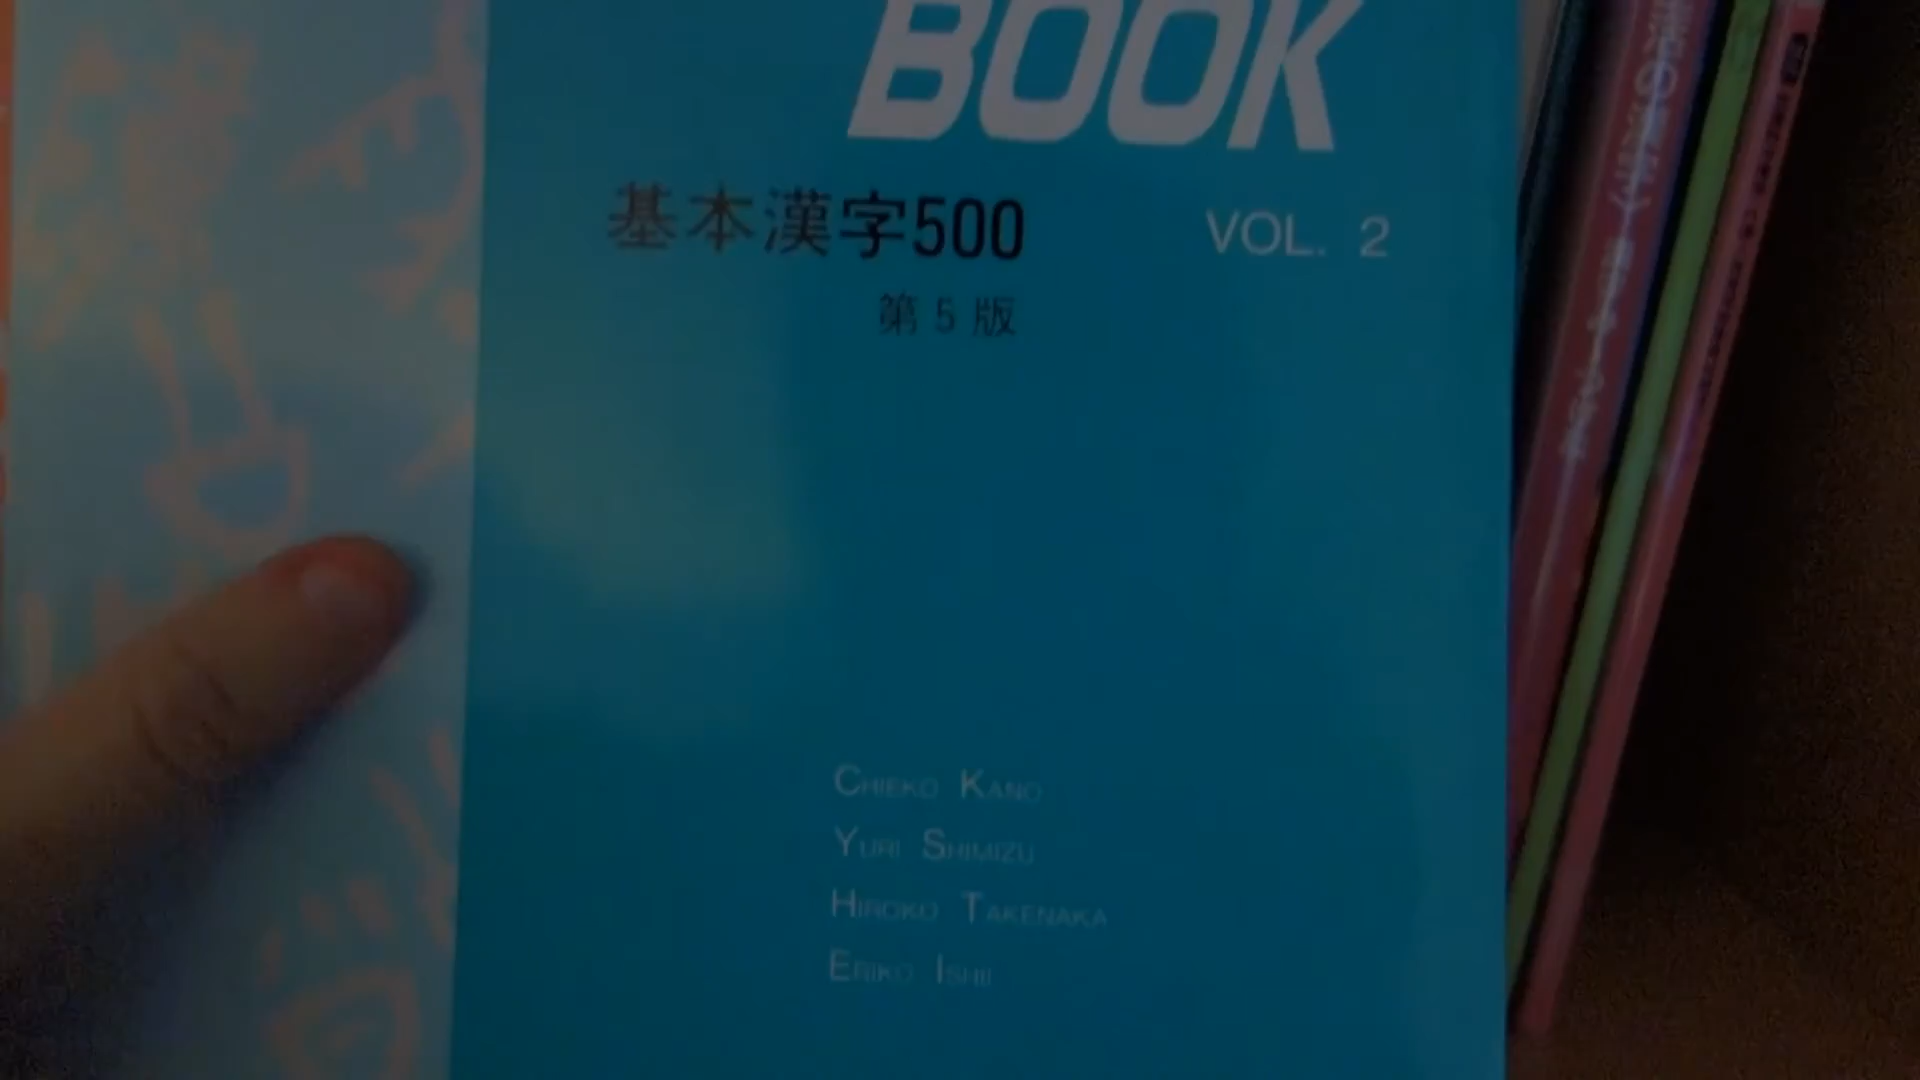 BOOK
基本漢字500
VOL. 2
第5版
CHIEKO KANO
YURI SHIMIZU
HIROKO TAKENAKA
ERIKO ISHII